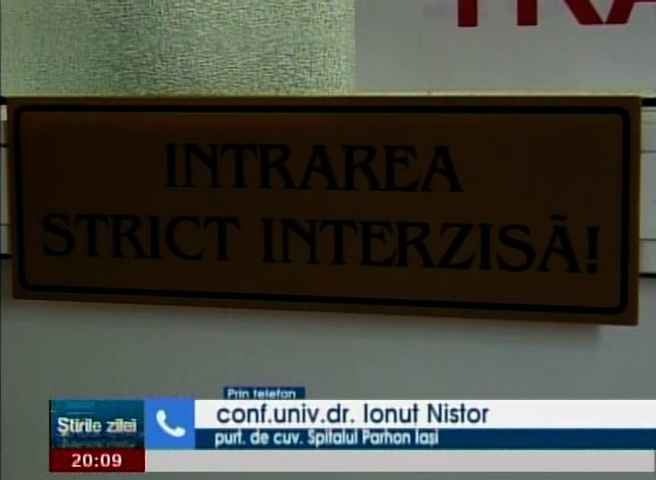 INTRAREA
STRICT INTERZISĂ!
Prin telefon
conf.univ.dr. Ionuț Nistor
Știrile zilei
purt. de cuv. Spitalul Parhon Iași
20:09